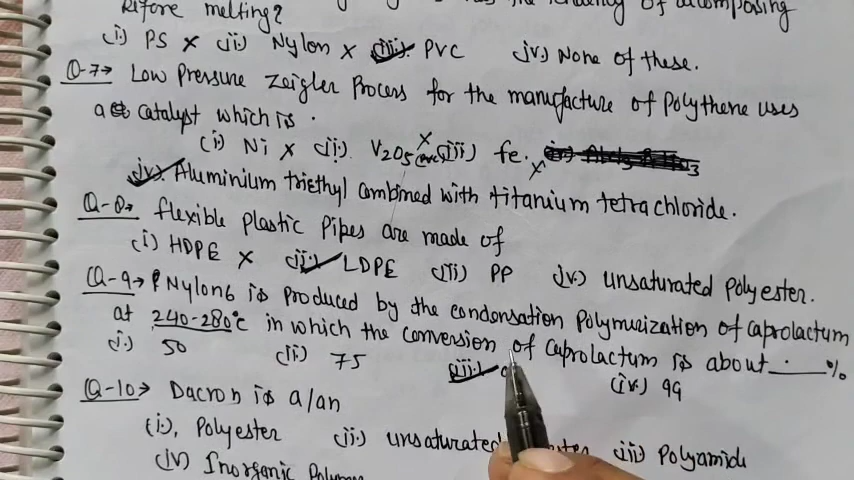 before melting?
(i) PS × (ii) Nylon × (iii) PVC (iv) None of these.
Q-7→ Low Pressure Zeigler Process for the manufacture of Polythene uses
a catalyst which is.
(i) Ni × (ii) V2O5 × (iii) fe. ×
(iv) Aluminium triethyl combined with titanium tetrachloride.
Q-8→ flexible plastic pipes are made of
(i) HDPE × (ii) LDPE (iii) PP (iv) unsaturated polyester.
Q-9→ Nylon6 is produced by the condensation polymerization of caprolactum
at 240-280°c in which the conversion of caprolactum is about ____ %
(i) 50 (ii) 75 (iii) (iv) 99
Q-10→ Dacron is a/an
(i), Polyester (ii) unsaturated (iii) Polyamide
(iv) Inorganic